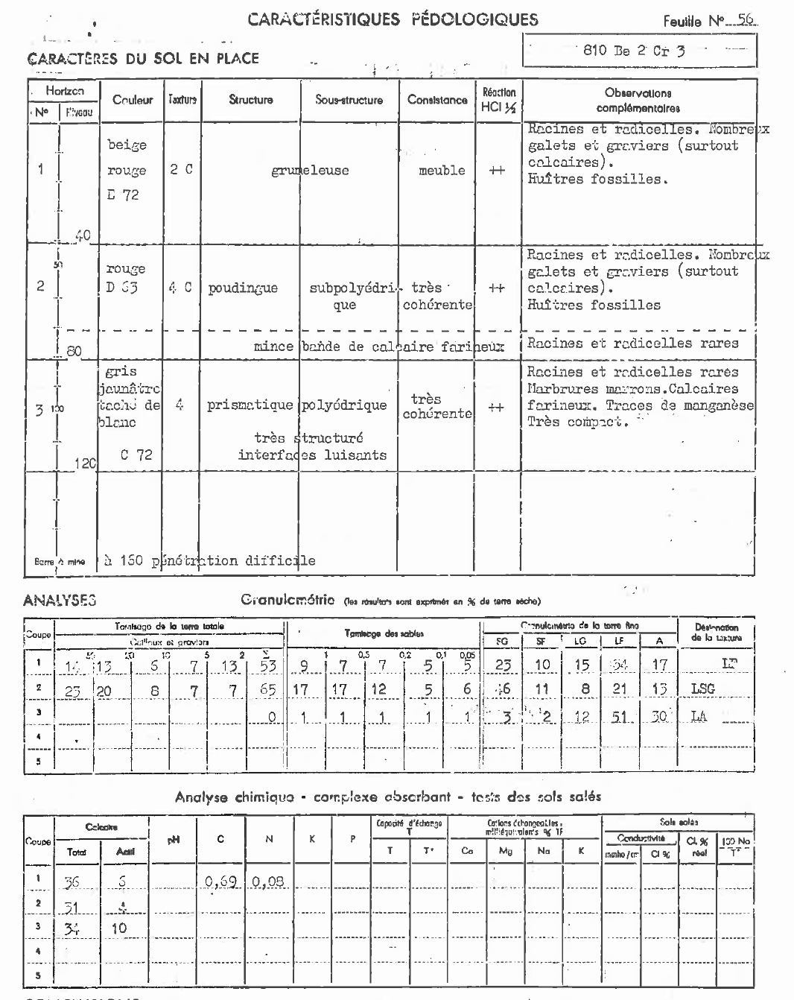 CARACTÉRISTIQUES PÉDOLOGIQUES
Feuille N° 56
CARACTÈRES DU SOL EN PLACE
810 Be 2 Cr 3
Horizon Couleur Texture Structure Sous-structure Consistance Réaction HCl ½ Observations complémentaires
N° Niveau
1 40 beige rouge E 72 2 C grumeleuse meuble ++
Racines et radicelles. Nombreux
galets et graviers (surtout
calcaires).
Huîtres fossilles.
50
2 rouge D 63 4 C poudingue subpolyédri- que très cohérente ++
Racines et radicelles. Nombreux
galets et graviers (surtout
calcaires).
Huîtres fossilles
80 mince bande de calcaire farineux Racines et radicelles rares
3 100 120 gris jaunâtre taché de blanc C 72 4 prismatique polyédrique très cohérente ++
très structuré
interfaces luisants
Racines et radicelles rares
Marbrures marrons.Calcaires
farineux. Traces de manganèse
Très compact.
Barre à mine à 160 pénétration difficile
ANALYSES Granulométrie (les résultats sont exprimés en % de terre sèche)
Coupe Tamisage de la terre totale Tamisage des sables Granulométrie de la terre fine Désignation de la texture
Cailloux et graviers SG SF LG LF A
50 20 10 5 2 Σ 1 0,5 0,2 0,1 0,05
1 14 13 6 7 13 53 9 7 7 5 5 23 10 15 34 17 LF
2 23 20 8 7 7 65 17 17 12 5 6 46 11 8 21 13 LSG
3 0 1 1 1 1 1 3 2 12 51 30 LA
4
5
Analyse chimique - complexe absorbant - tests des sols salés
Coupe Calcaire pH C N K P Capacité d'échange T Cations échangeables. milliéquivalents % TF Sols salés
Total Actif T T' Ca Mg Na K Conductivité Cl % réel 100 Na T
mmho/cm Cl %
1 36 6 0,69 0,08
2 31 4
3 34 10
4
5